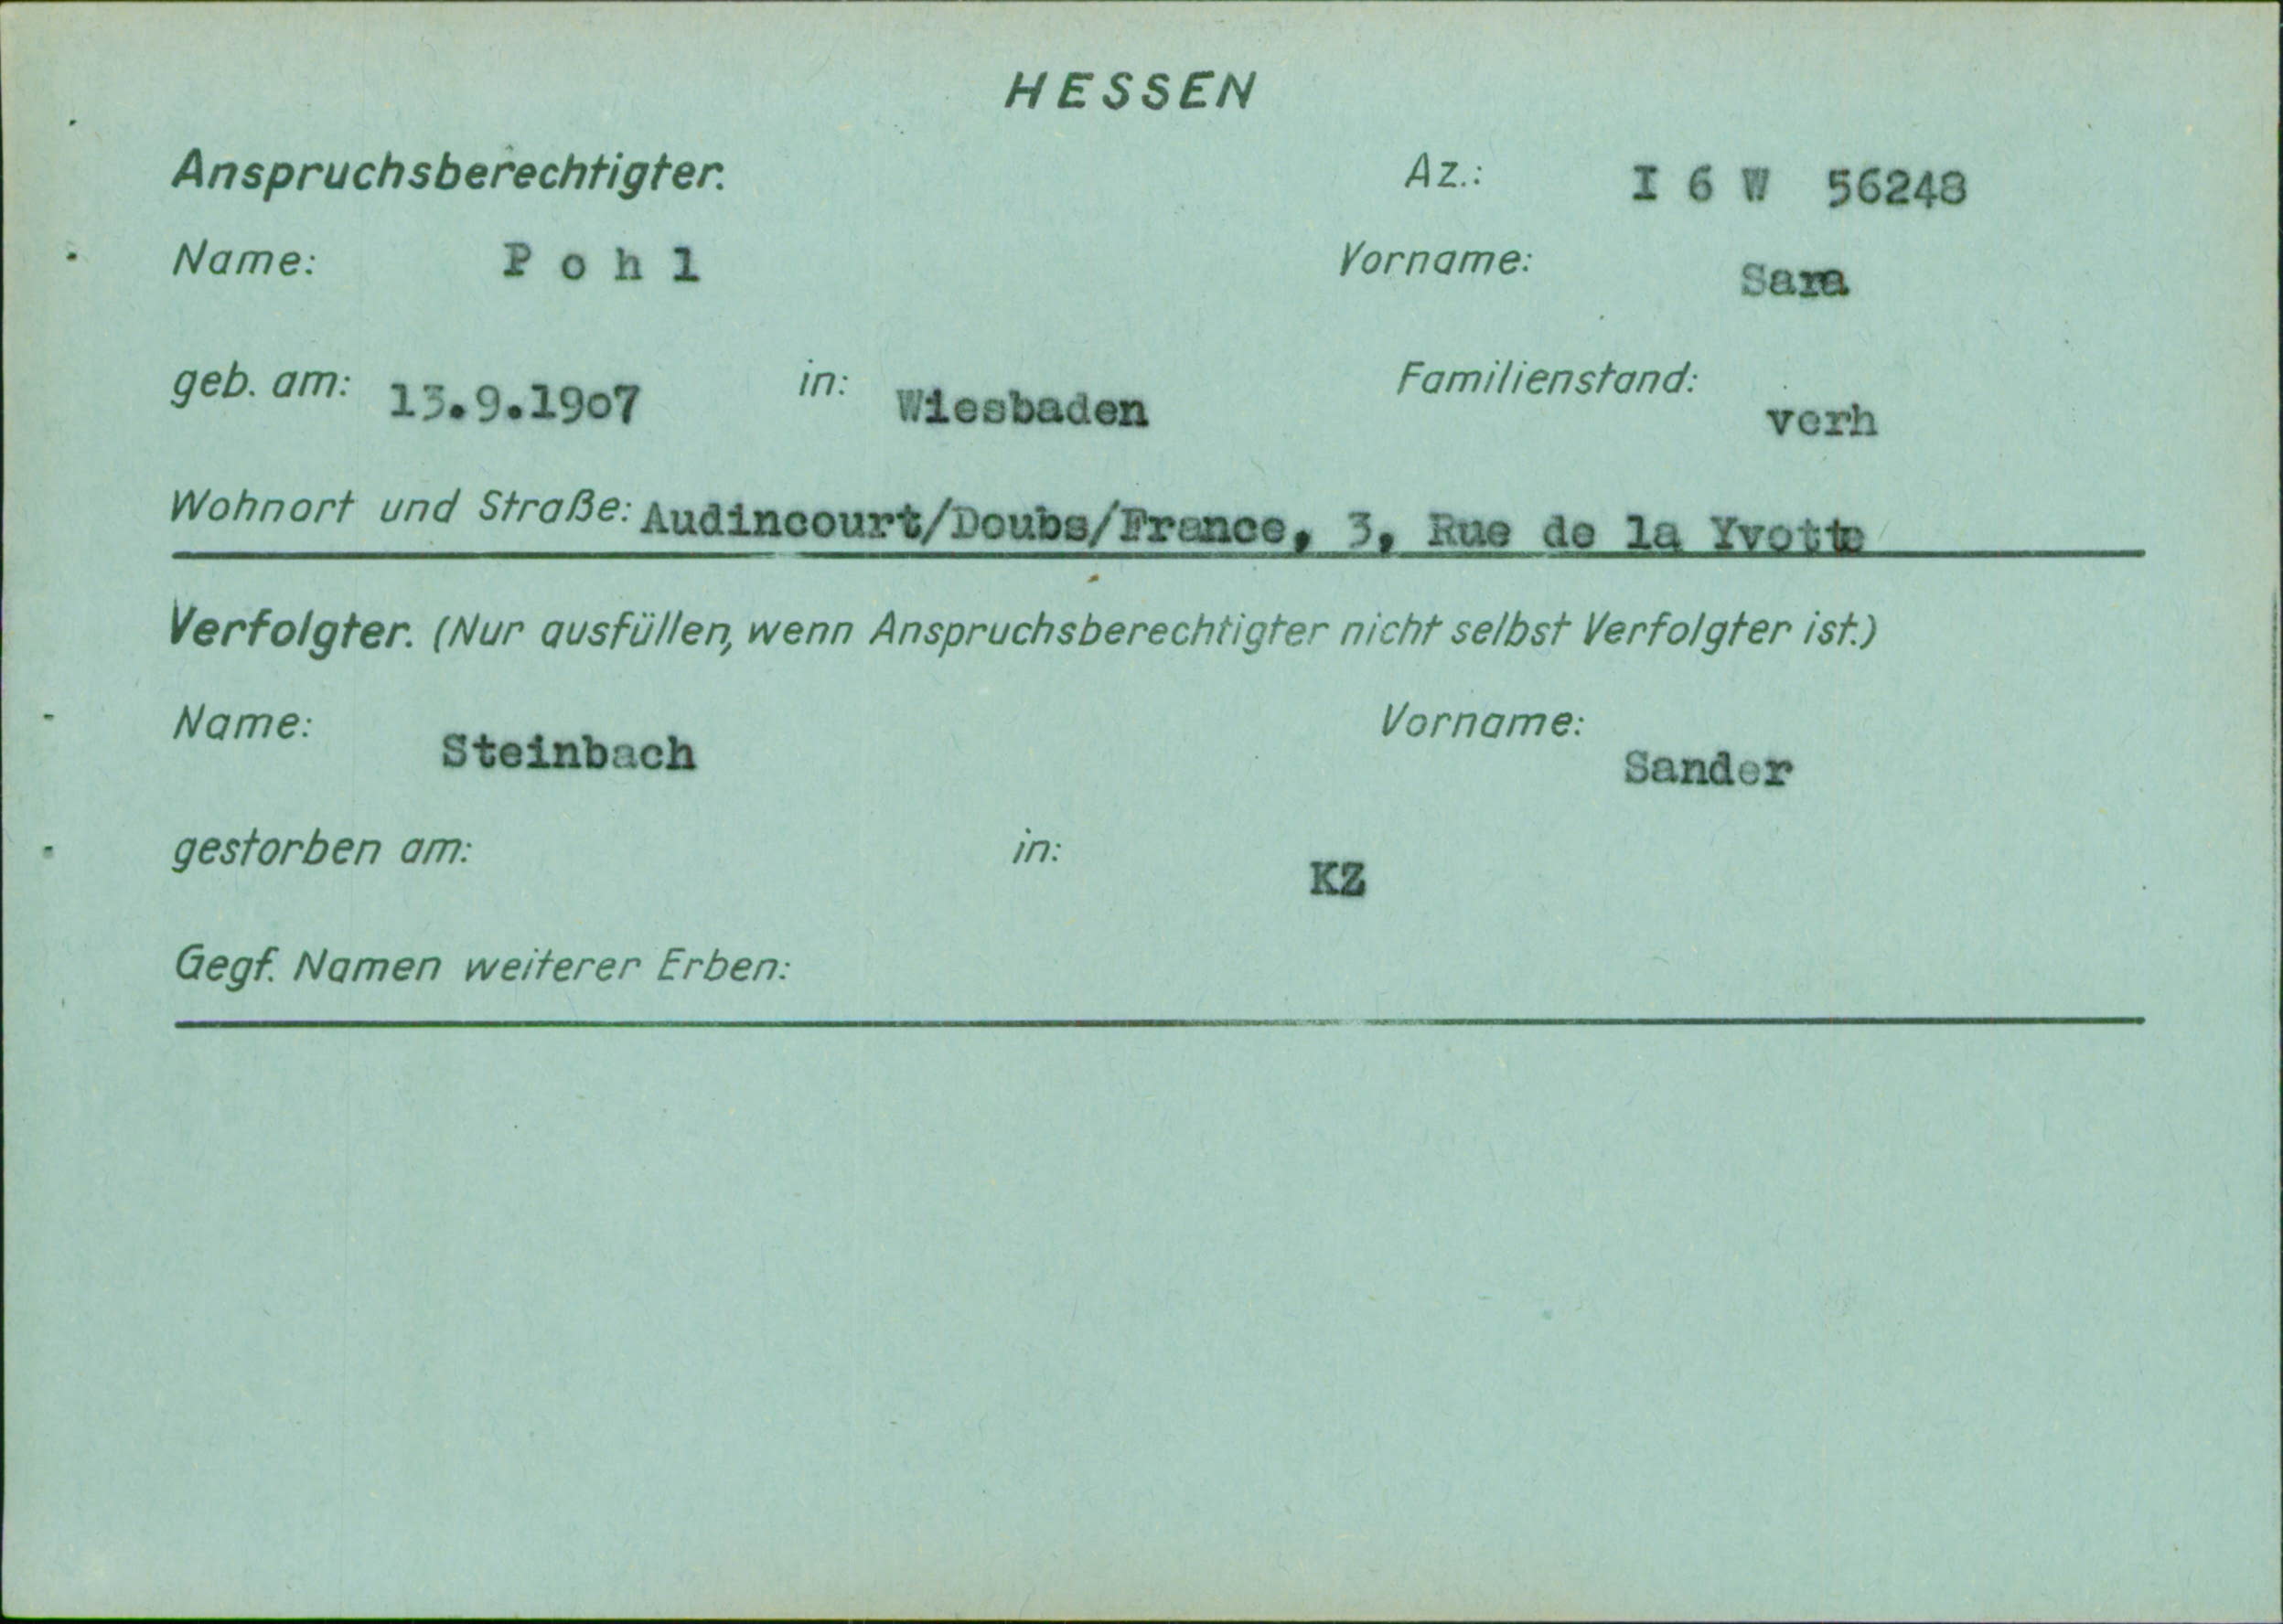 HESSEN
Anspruchsberechtigter. Az.: I 6 W 56248
Name: Pohl Vorname: Sara
geb. am: 13.9.1907 in: Wiesbaden Familienstand: verh
Wohnort und Straße: Audincourt/Doubs/France, 3, Rue de la Yvotte
Verfolgter. (Nur ausfüllen, wenn Anspruchsberechtigter nicht selbst Verfolgter ist.)
Name: Steinbach Vorname: Sander
gestorben am: in: KZ
Gegf. Namen weiterer Erben: